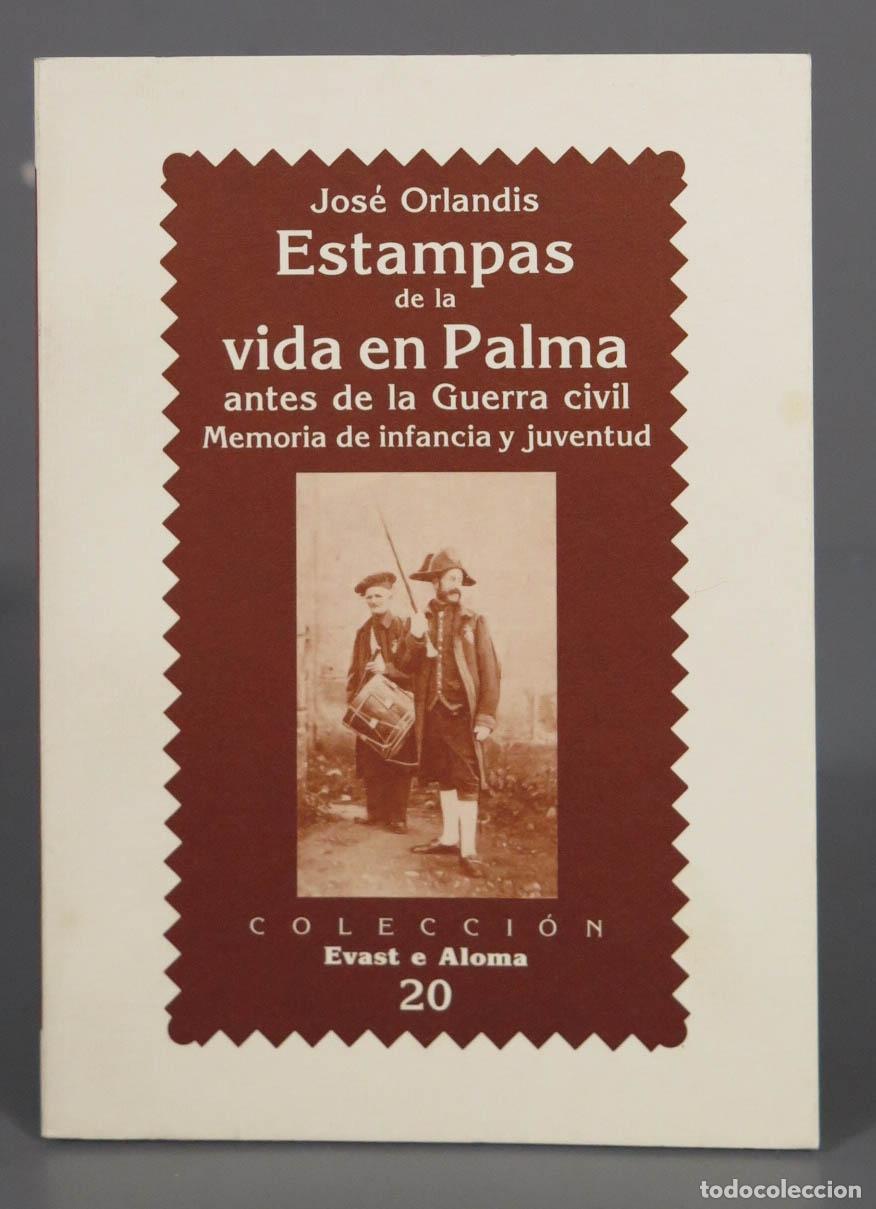 José Orlandis
Estampas
de la
vida en Palma
antes de la Guerra civil
Memoria de infancia y juventud
COLECCIÓN
Evast e Aloma
20
todocoleccion